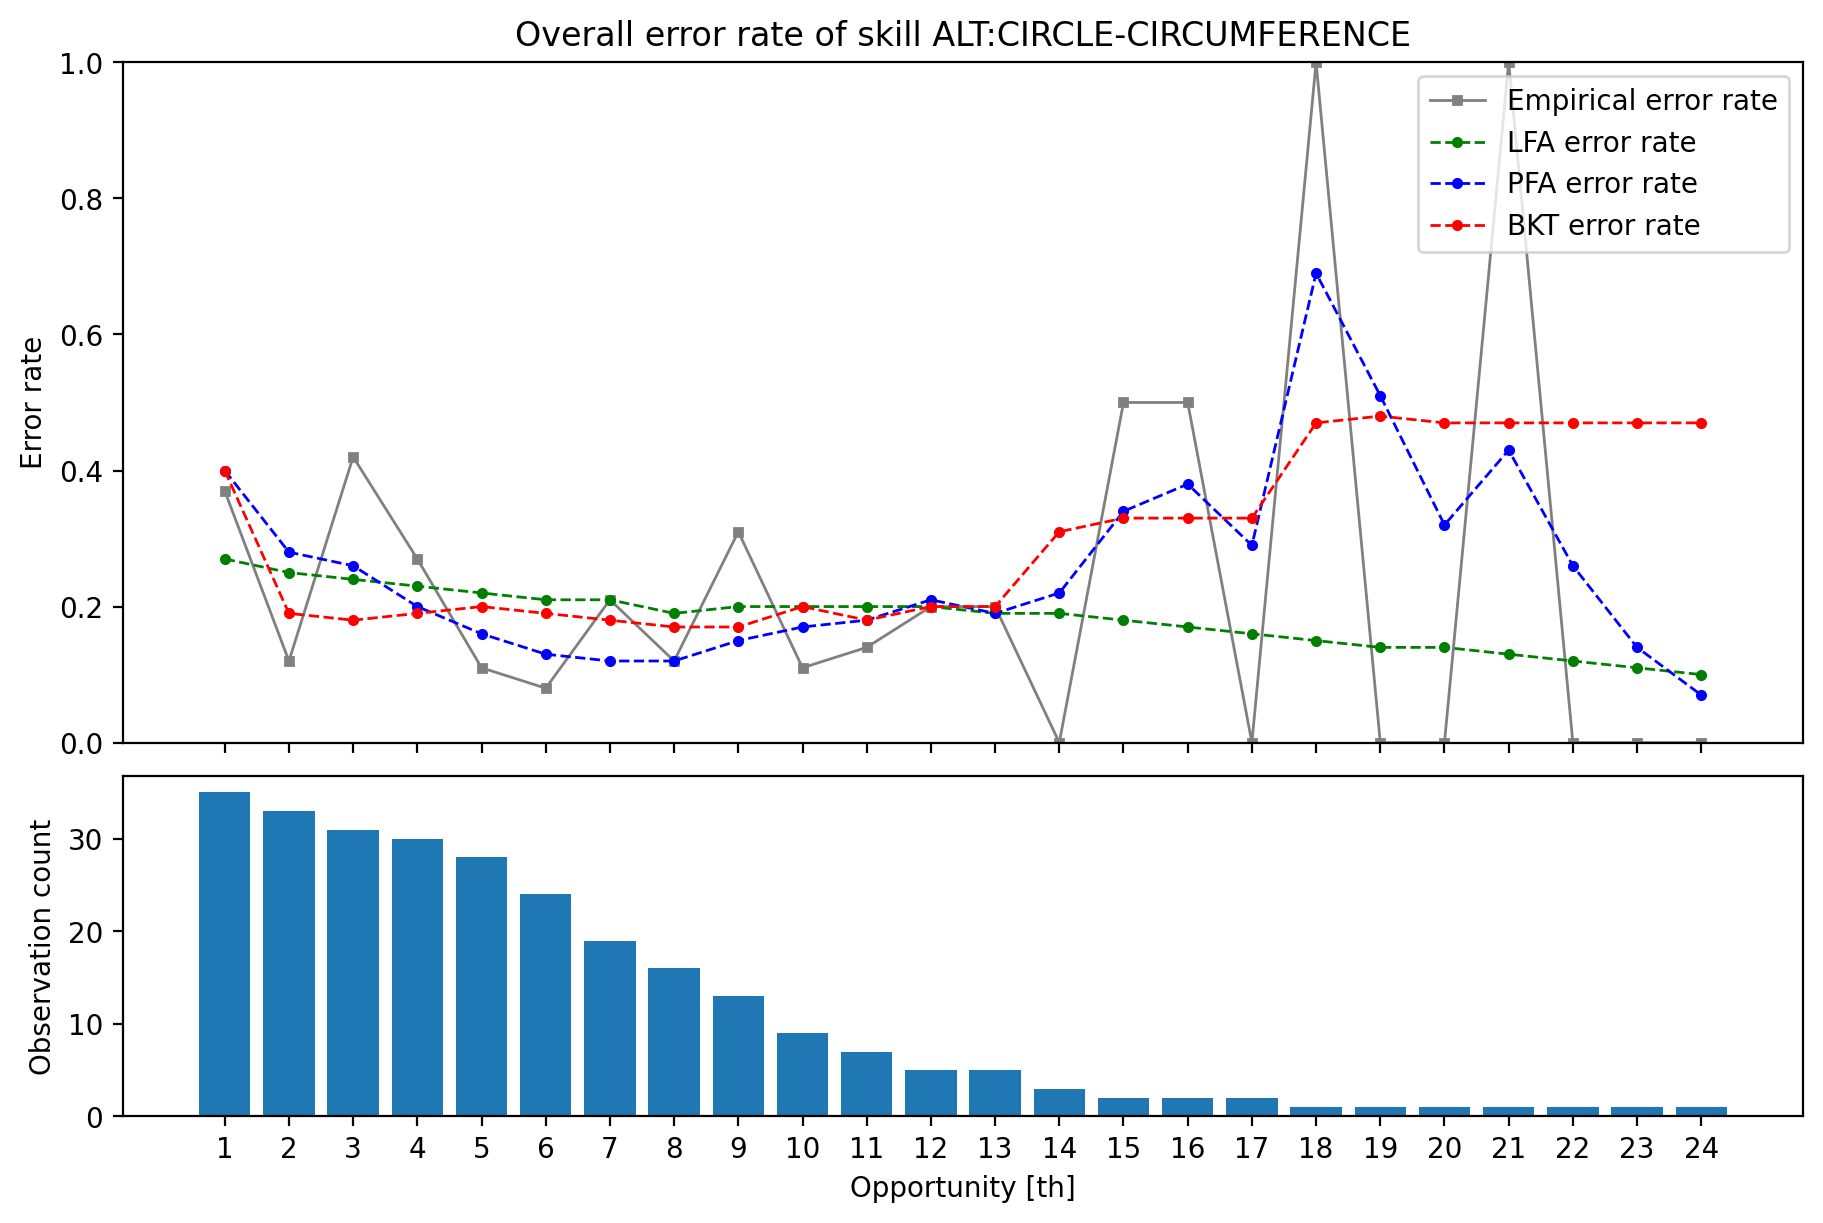 Overall error rate of skill ALT:CIRCLE-CIRCUMFERENCE
1.0
0.8
0.6
0.4
0.2
0.0
Error rate
Empirical error rate
LFA error rate
PFA error rate
BKT error rate
30
20
10
0
Observation count
1 2 3 4 5 6 7 8 9 10 11 12 13 14 15 16 17 18 19 20 21 22 23 24
Opportunity [th]